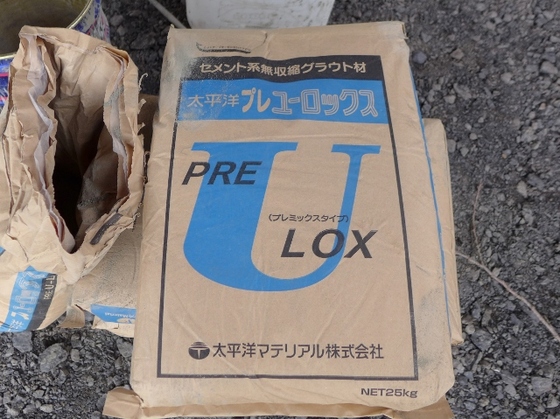 セメント系無収縮グラウト材
太平洋プレユーロックス
PRE
U
(プレミックスタイプ)
LOX
太平洋マテリアル株式会社
NET25kg